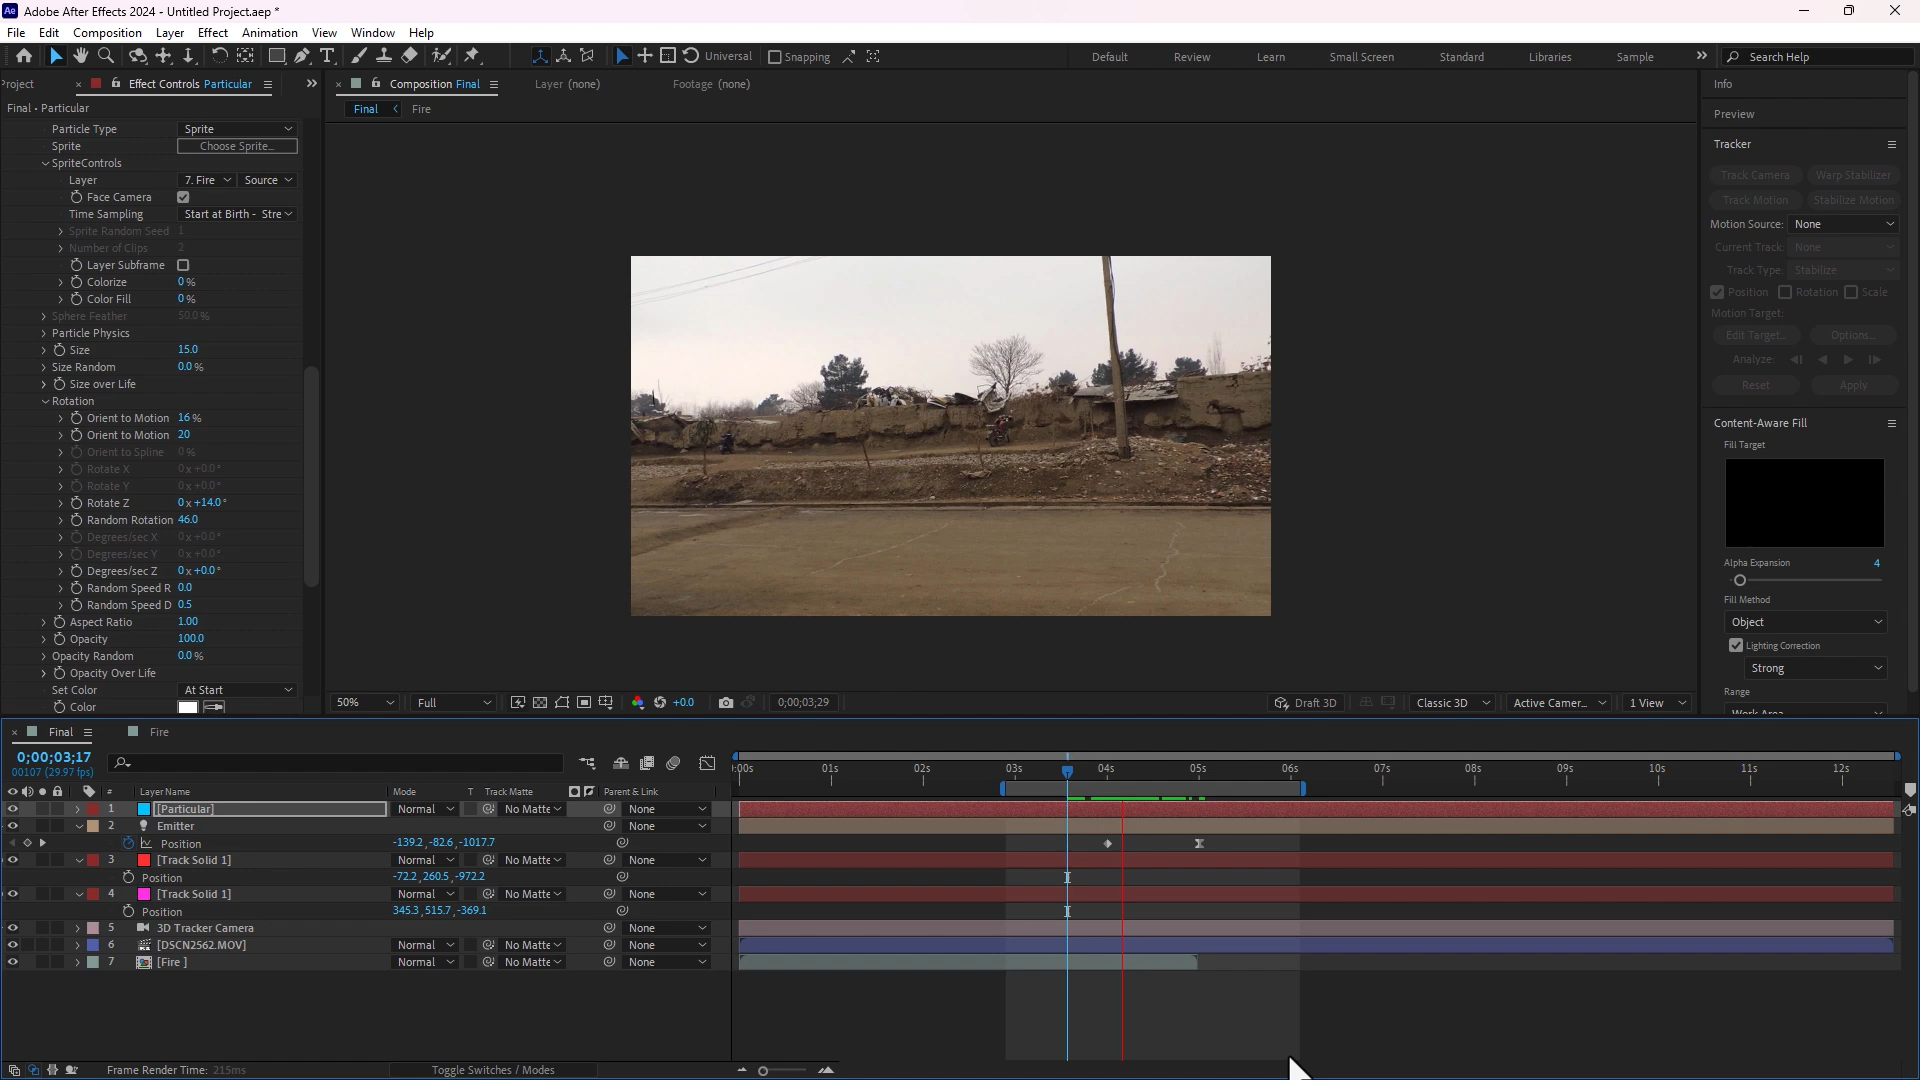 Ae Adobe After Effects 2024 - Untitled Project.aep *
File Edit Composition Layer Effect Animation View Window Help
Universal Snapping Default Review Learn Small Screen Standard Libraries Sample Search Help
roject Effect Controls Particular
Final • Particular
Particle Type Sprite
Sprite Choose Sprite...
SpriteControls
Layer 7. Fire Source
Face Camera
Time Sampling Start at Birth - Stre
Sprite Random Seed 1
Number of Clips 2
Layer Subframe
Colorize 0 %
Color Fill 0 %
Sphere Feather 50.0 %
Particle Physics
Size 15.0
Size Random 0.0 %
Size over Life
Rotation
Orient to Motion 16 %
Orient to Motion 20
Orient to Spline 0 %
Rotate X 0 x +0.0 °
Rotate Y 0 x +0.0 °
Rotate Z 0 x +14.0 °
Random Rotation 46.0
Degrees/sec X 0 x +0.0 °
Degrees/sec Y 0 x +0.0 °
Degrees/sec Z 0 x +0.0 °
Random Speed R 0.0
Random Speed D 0.5
Aspect Ratio 1.00
Opacity 100.0
Opacity Random 0.0 %
Opacity Over Life
Set Color At Start
Color
Composition Final Layer (none) Footage (none)
Final Fire
50% Full +0.0 0;00;03;29 Draft 3D Classic 3D Active Camer... 1 View
Info
Preview
Tracker
Track Camera Warp Stabilizer
Track Motion Stabilize Motion
Motion Source: None
Current Track: None
Track Type: Stabilize
Position Rotation Scale
Motion Target:
Edit Target... Options...
Analyze:
Reset Apply
Content-Aware Fill
Fill Target
Alpha Expansion 4
Fill Method
Object
Lighting Correction
Strong
Range
Work Area
Final Fire
0;00;03;17
00107 (29.97 fps)
:00s 01s 02s 03s 04s 05s 06s 07s 08s 09s 10s 11s 12s
# Layer Name Mode T Track Matte Parent & Link
1 [Particular] Normal No Matte None
2 Emitter None
Position -139.2, -82.6, -1017.7
3 [Track Solid 1] Normal No Matte None
Position -72.2, 260.5, -972.2
4 [Track Solid 1] Normal No Matte None
Position 345.3, 515.7, -369.1
5 3D Tracker Camera None
6 [DSCN2562.MOV] Normal No Matte None
7 [Fire ] Normal No Matte None
Frame Render Time: 215ms Toggle Switches / Modes